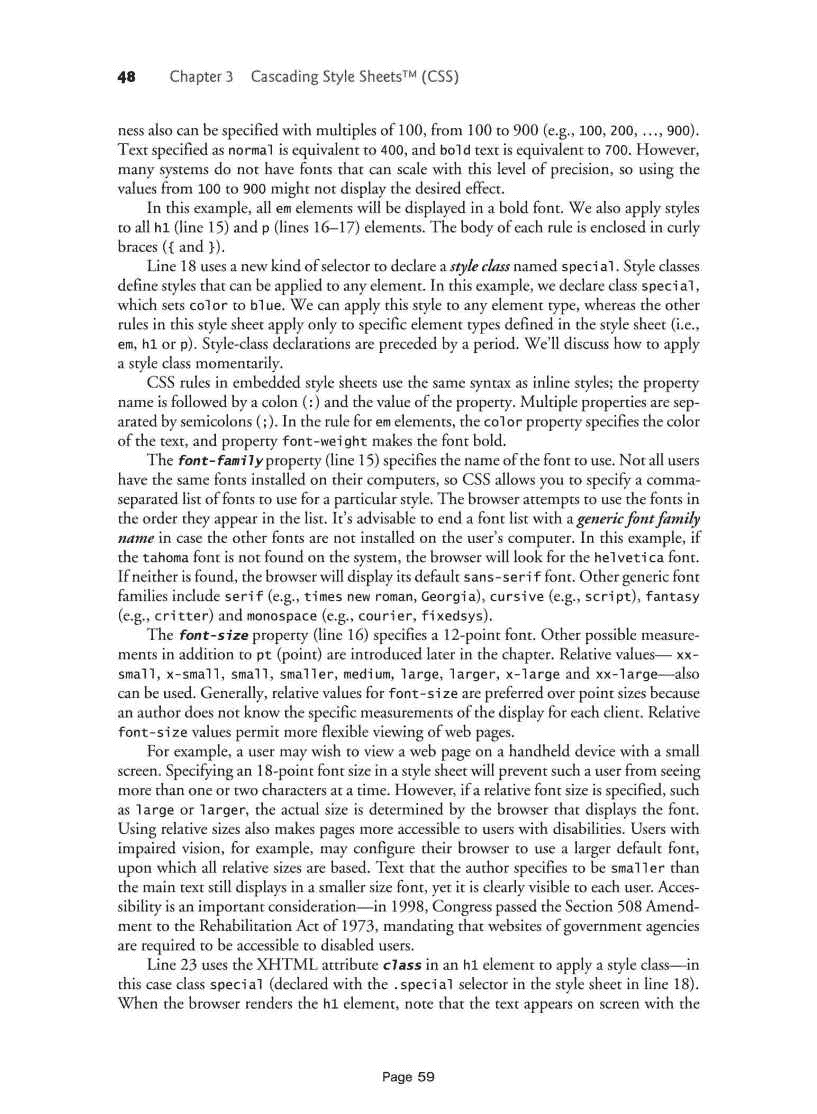 48 Chapter 3 Cascading Style Sheets™ (CSS)
ness also can be specified with multiples of 100, from 100 to 900 (e.g., 100, 200, …, 900).
Text specified as normal is equivalent to 400, and bold text is equivalent to 700. However,
many systems do not have fonts that can scale with this level of precision, so using the
values from 100 to 900 might not display the desired effect.
In this example, all em elements will be displayed in a bold font. We also apply styles
to all h1 (line 15) and p (lines 16–17) elements. The body of each rule is enclosed in curly
braces ({ and }).
Line 18 uses a new kind of selector to declare a style class named special. Style classes
define styles that can be applied to any element. In this example, we declare class special,
which sets color to blue. We can apply this style to any element type, whereas the other
rules in this style sheet apply only to specific element types defined in the style sheet (i.e.,
em, h1 or p). Style-class declarations are preceded by a period. We'll discuss how to apply
a style class momentarily.
CSS rules in embedded style sheets use the same syntax as inline styles; the property
name is followed by a colon (:) and the value of the property. Multiple properties are sep-
arated by semicolons (;). In the rule for em elements, the color property specifies the color
of the text, and property font-weight makes the font bold.
The font-family property (line 15) specifies the name of the font to use. Not all users
have the same fonts installed on their computers, so CSS allows you to specify a comma-
separated list of fonts to use for a particular style. The browser attempts to use the fonts in
the order they appear in the list. It's advisable to end a font list with a generic font family
name in case the other fonts are not installed on the user's computer. In this example, if
the tahoma font is not found on the system, the browser will look for the helvetica font.
If neither is found, the browser will display its default sans-serif font. Other generic font
families include serif (e.g., times new roman, Georgia), cursive (e.g., script), fantasy
(e.g., critter) and monospace (e.g., courier, fixedsys).
The font-size property (line 16) specifies a 12-point font. Other possible measure-
ments in addition to pt (point) are introduced later in the chapter. Relative values— xx-
small, x-small, small, smaller, medium, large, larger, x-large and xx-large—also
can be used. Generally, relative values for font-size are preferred over point sizes because
an author does not know the specific measurements of the display for each client. Relative
font-size values permit more flexible viewing of web pages.
For example, a user may wish to view a web page on a handheld device with a small
screen. Specifying an 18-point font size in a style sheet will prevent such a user from seeing
more than one or two characters at a time. However, if a relative font size is specified, such
as large or larger, the actual size is determined by the browser that displays the font.
Using relative sizes also makes pages more accessible to users with disabilities. Users with
impaired vision, for example, may configure their browser to use a larger default font,
upon which all relative sizes are based. Text that the author specifies to be smaller than
the main text still displays in a smaller size font, yet it is clearly visible to each user. Acces-
sibility is an important consideration—in 1998, Congress passed the Section 508 Amend-
ment to the Rehabilitation Act of 1973, mandating that websites of government agencies
are required to be accessible to disabled users.
Line 23 uses the XHTML attribute class in an h1 element to apply a style class—in
this case class special (declared with the .special selector in the style sheet in line 18).
When the browser renders the h1 element, note that the text appears on screen with the
Page 59